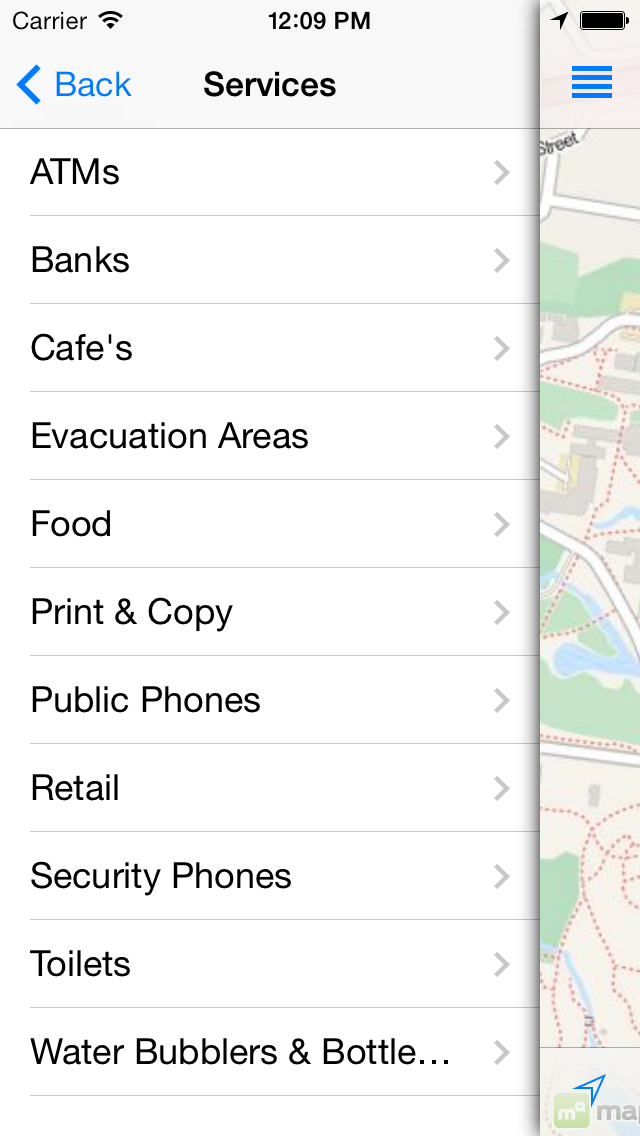 Carrier 12:09 PM
Back Services
Street
ATMs
Banks
Cafe's
Evacuation Areas
Food
Print & Copy
Public Phones
Retail
Security Phones
Toilets
Water Bubblers & Bottle…